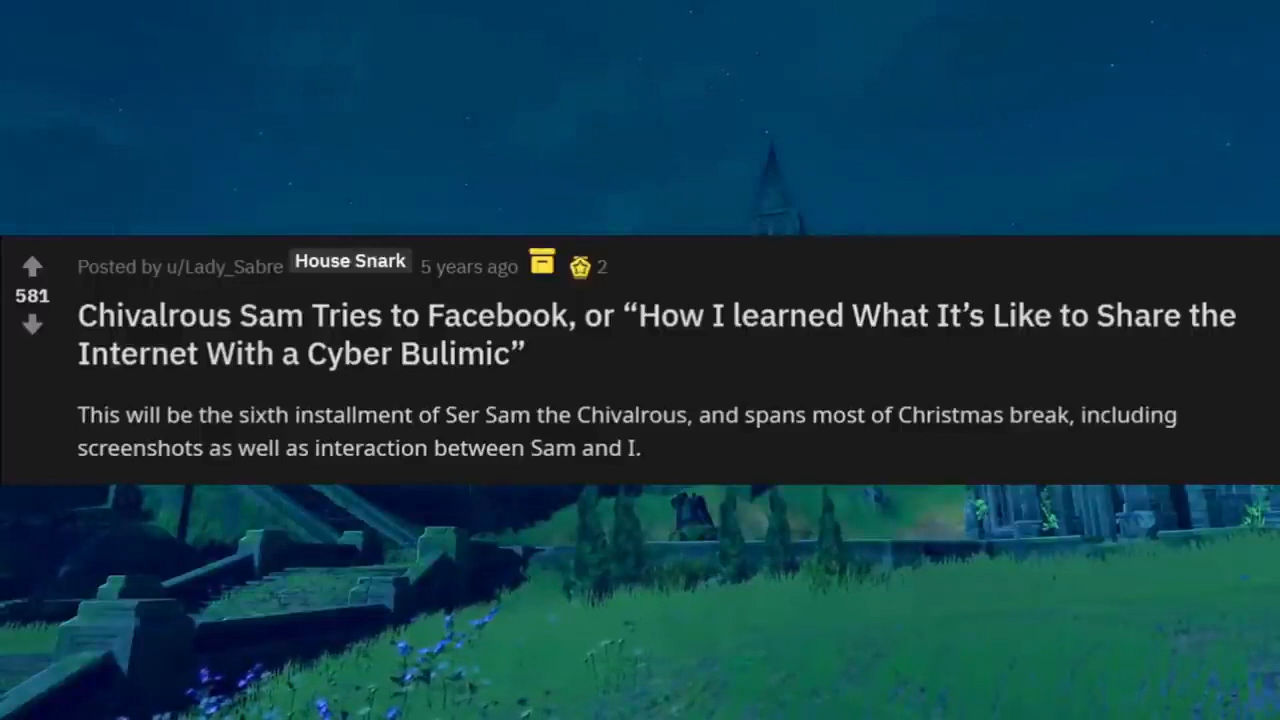 Posted by u/Lady_Sabre House Snark 5 years ago 2
581
Chivalrous Sam Tries to Facebook, or “How I learned What It’s Like to Share the
Internet With a Cyber Bulimic”
This will be the sixth installment of Ser Sam the Chivalrous, and spans most of Christmas break, including
screenshots as well as interaction between Sam and I.